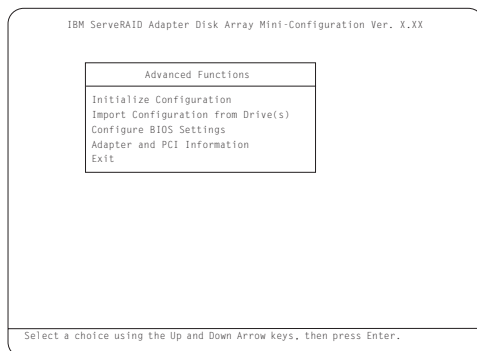 IBM ServeRAID Adapter Disk Array Mini-Configuration Ver. X.XX
Advanced Functions
Initialize Configuration
Import Configuration from Drive(s)
Configure BIOS Settings
Adapter and PCI Information
Exit
Select a choice using the Up and Down Arrow keys, then press Enter.